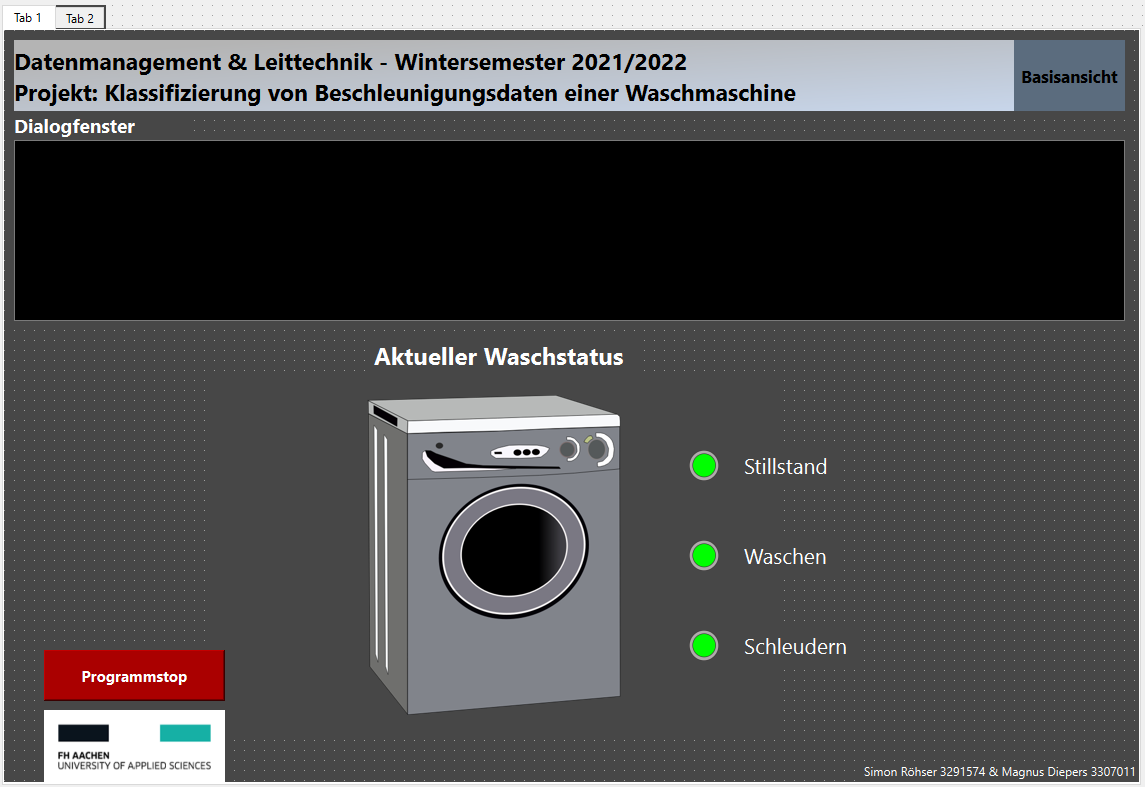 Tab 1
Tab 2
Datenmanagement & Leittechnik - Wintersemester 2021/2022
Projekt: Klassifizierung von Beschleunigungsdaten einer Waschmaschine
Basisansicht
Dialogfenster
Aktueller Waschstatus
Stillstand
Waschen
Schleudern
Programmstop
FH AACHEN
UNIVERSITY OF APPLIED SCIENCES
Simon Röhser 3291574 & Magnus Diepers 3307011